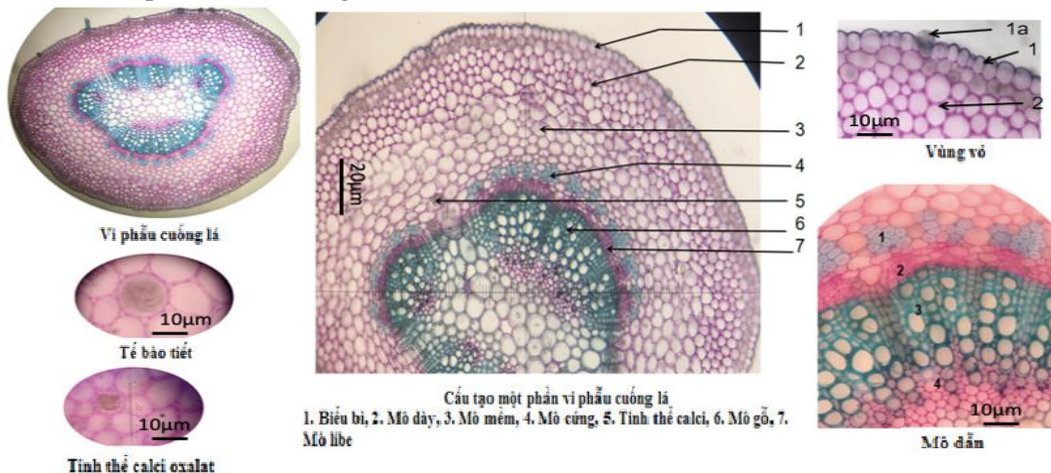 Vi phẫu cuống lá
10µm
Tế bào tiết
10µm
Tinh thể calci oxalat
1
2
3
4
5
6
7
20µm
Cấu tạo một phần vi phẫu cuống lá
1. Biểu bì, 2. Mô dày, 3. Mô mềm, 4. Mô cứng, 5. Tinh thể calci, 6. Mô gỗ, 7.
Mô libe
1a
1
2
10µm
Vùng vỏ
1
2
3
4
10µm
Mô dẫn